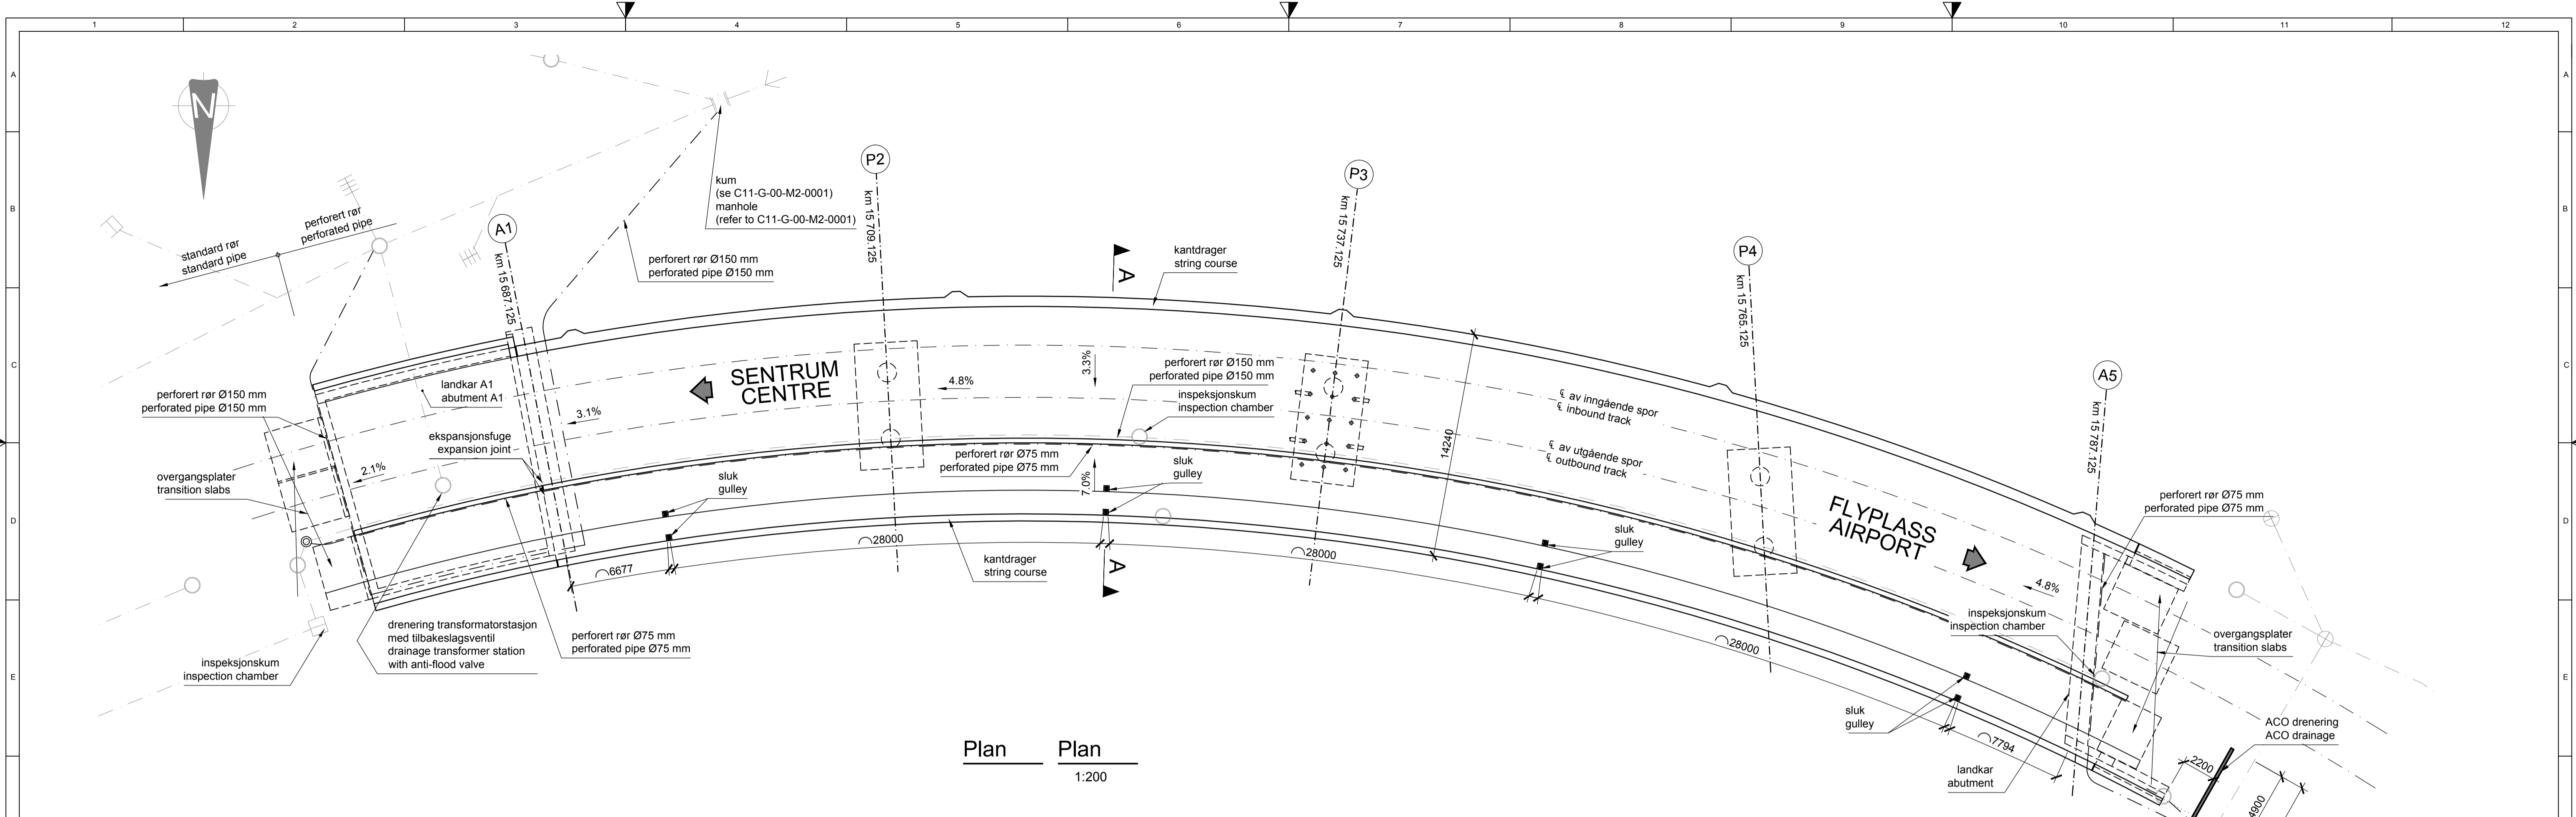 1 2 3 4 5 6 7 8 9 10 11 12
A
B
C
D
E
A
B
C
D
E
N
standard rør
standard pipe
perforert rør
perforated pipe
kum
(se C11-G-00-M2-0001)
manhole
(refer to C11-G-00-M2-0001)
perforert rør Ø150 mm
perforated pipe Ø150 mm
A1
km 15 687.125
P2
km 15 709.125
P3
km 15 737.125
P4
km 15 765.125
A5
km 15 787.125
kantdrager
string course
A
perforert rør Ø150 mm
perforated pipe Ø150 mm
landkar A1
abutment A1
ekspansjonsfuge
expansion joint
overgangsplater
transition slabs
2.1%
3.1%
SENTRUM
CENTRE
4.8%
3.3%
perforert rør Ø150 mm
perforated pipe Ø150 mm
inspeksjonskum
inspection chamber
perforert rør Ø75 mm
perforated pipe Ø75 mm
7.0%
sluk
gulley
sluk
gulley
14240
℄ av inngående spor
℄ inbound track
℄ av utgående spor
℄ outbound track
FLYPLASS
AIRPORT
4.8%
perforert rør Ø75 mm
perforated pipe Ø75 mm
sluk
gulley
28000
28000
6677
28000
7794
kantdrager
string course
A
drenering transformatorstasjon
med tilbakeslagsventil
drainage transformer station
with anti-flood valve
perforert rør Ø75 mm
perforated pipe Ø75 mm
inspeksjonskum
inspection chamber
inspeksjonskum
inspection chamber
overgangsplater
transition slabs
sluk
gulley
landkar
abutment
ACO drenering
ACO drainage
2200
4900
Plan Plan
1:200